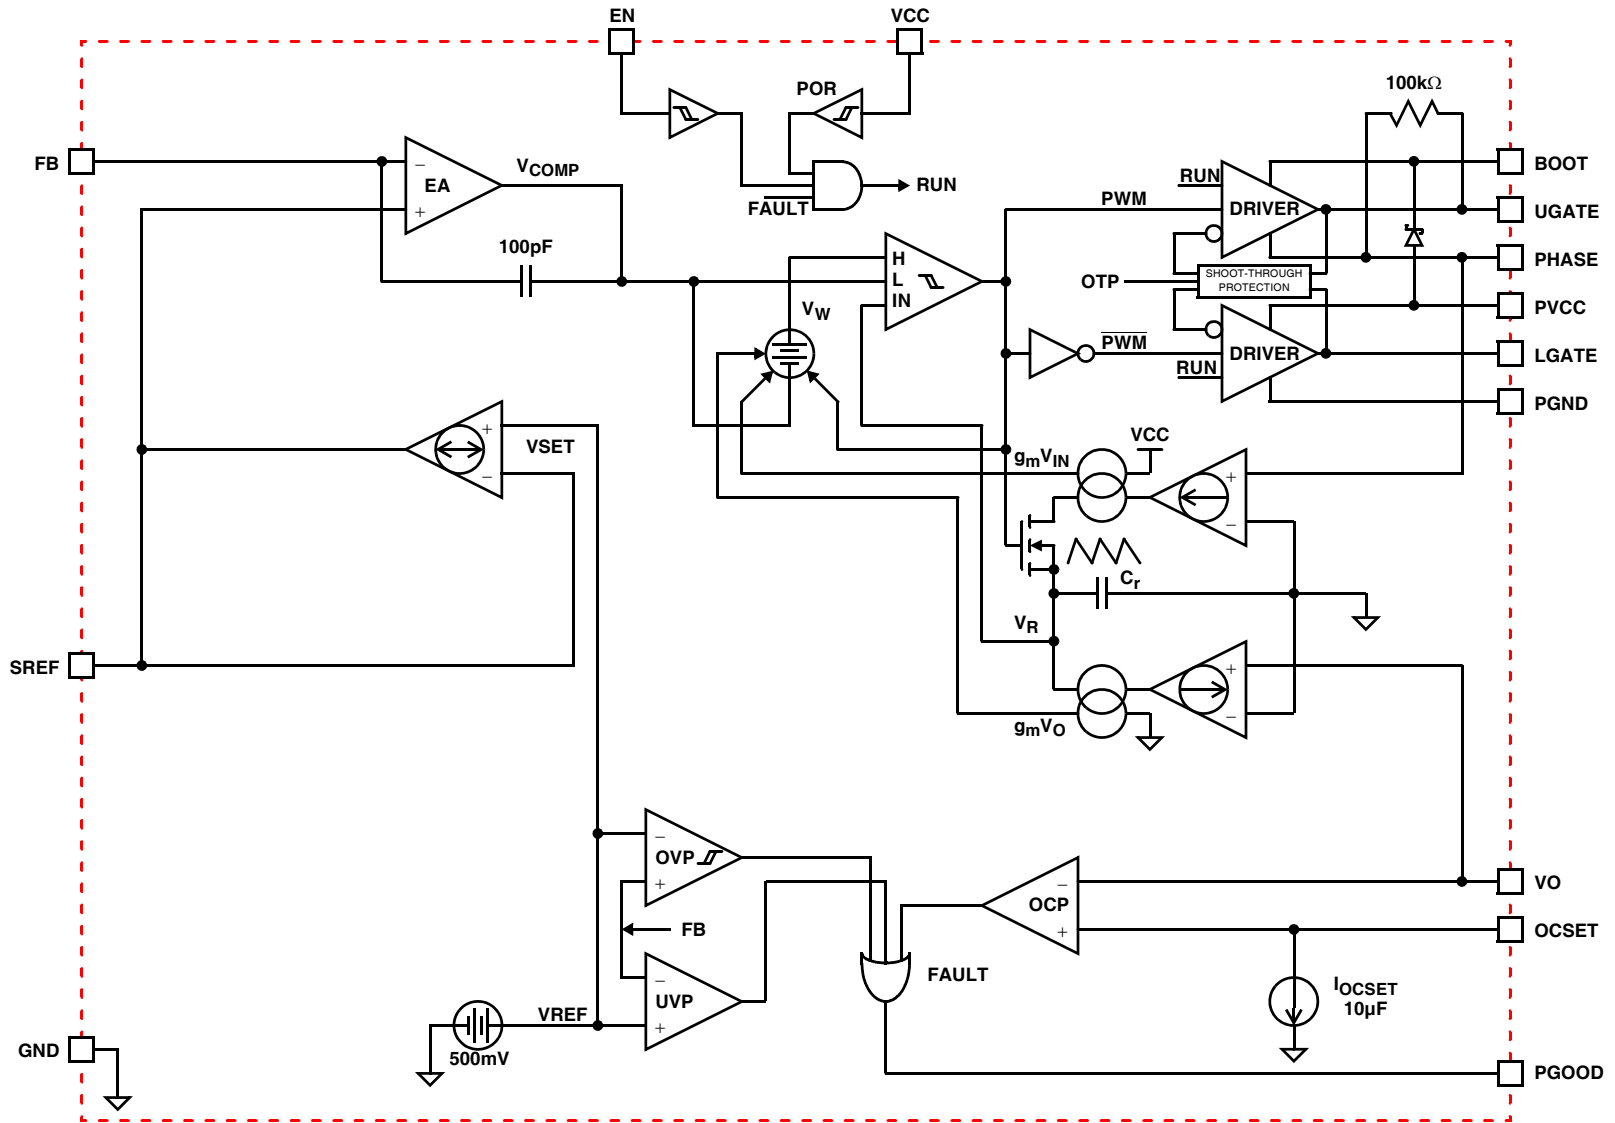 EN
VCC
POR
100kΩ
FB
−
EA
+
VCOMP
RUN
FAULT
BOOT
RUN
PWM
DRIVER
UGATE
100pF
H
L
IN
PHASE
OTP
SHOOT-THROUGH
PROTECTION
VW
PVCC
PWM
DRIVER
LGATE
RUN
PGND
+
VSET
−
VCC
gmVIN
+
−
Cr
VR
SREF
+
−
gmVO
−
OVP
+
FB
−
UVP
+
VREF
500mV
−
OCP
+
VO
OCSET
FAULT
IOCSET
10µF
GND
PGOOD